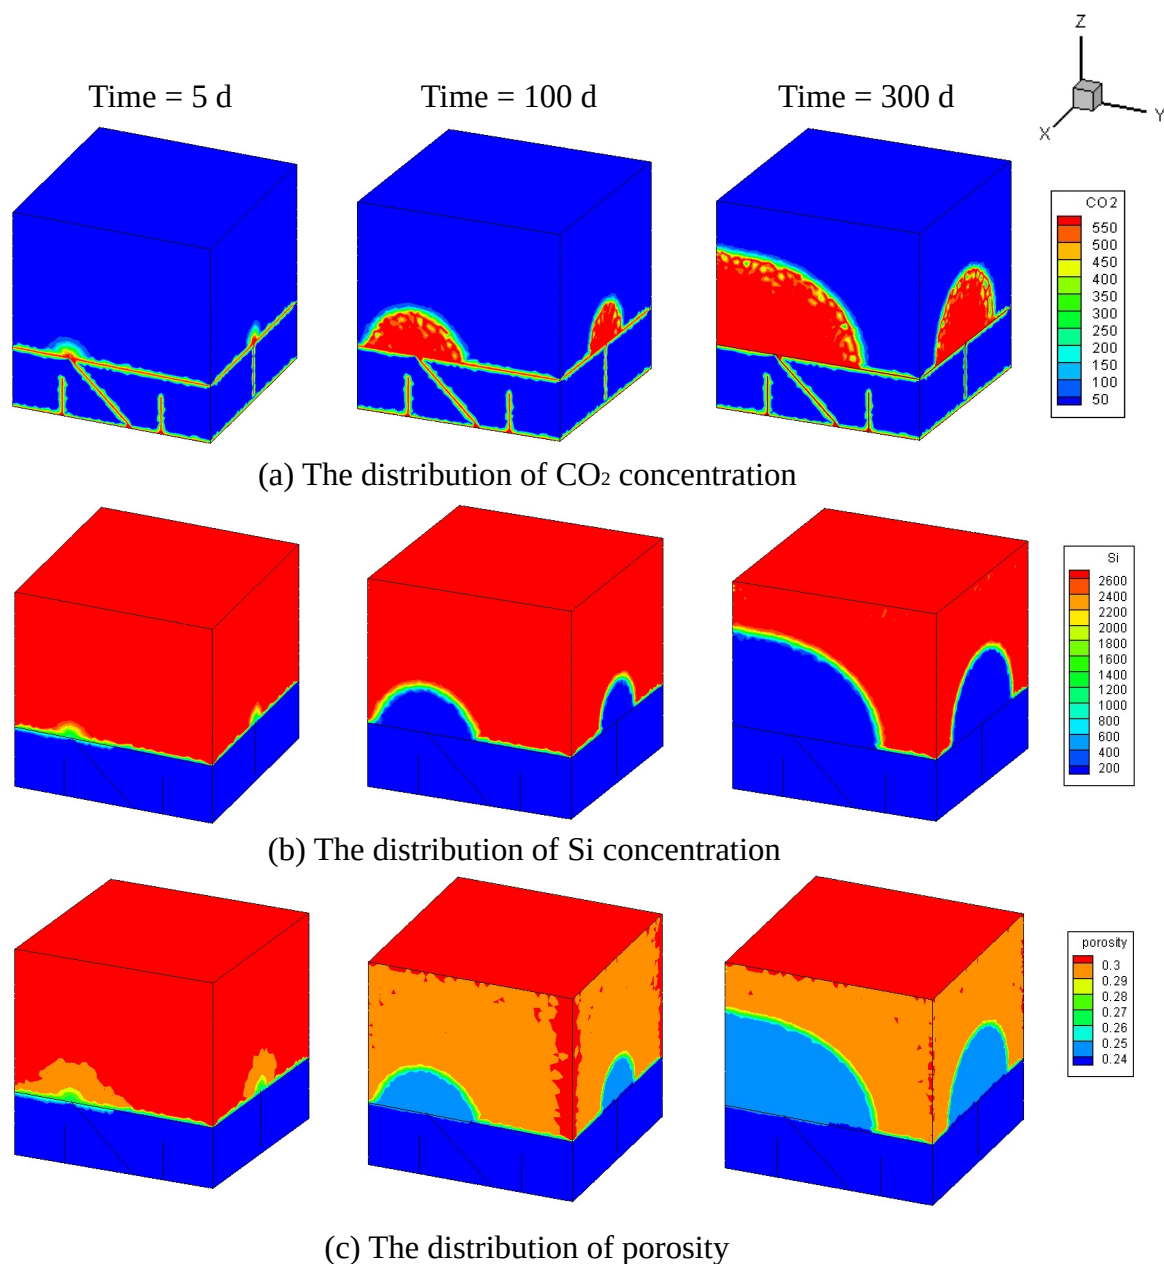 Z
X
Y
Time = 5 d
Time = 100 d
Time = 300 d
CO2
550
500
450
400
350
300
250
200
150
100
50
(a) The distribution of CO₂ concentration
Si
2600
2400
2200
2000
1800
1600
1400
1200
1000
800
600
400
200
(b) The distribution of Si concentration
porosity
0.3
0.29
0.28
0.27
0.26
0.25
0.24
(c) The distribution of porosity